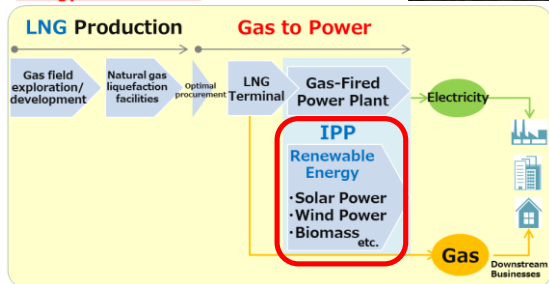 LNG Production
Gas to Power
Gas field
exploration/
development
Natural gas
liquefaction
facilities
Optimal
procurement
LNG
Terminal
Gas-Fired
Power Plant
Electricity
IPP
Renewable
Energy
・Solar Power
・Wind Power
・Biomass
etc.
Gas
Downstream
Businesses